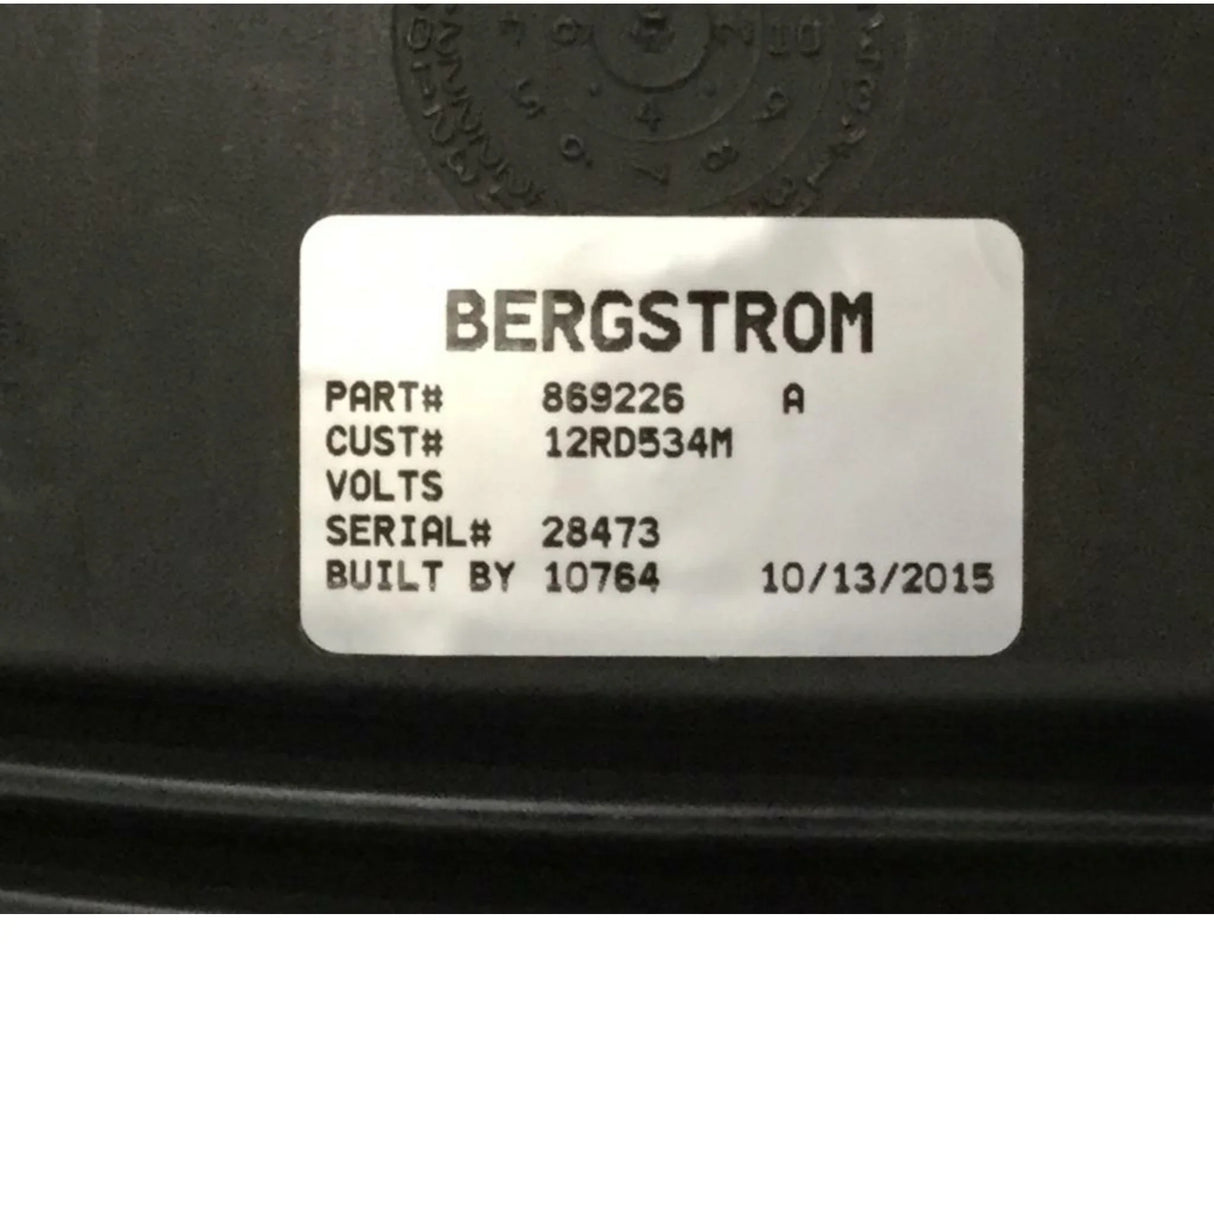 BERGSTROM
PART# 869226 A
CUST# 12RD534M
VOLTS
SERIAL# 28473
BUILT BY 10764 10/13/2015